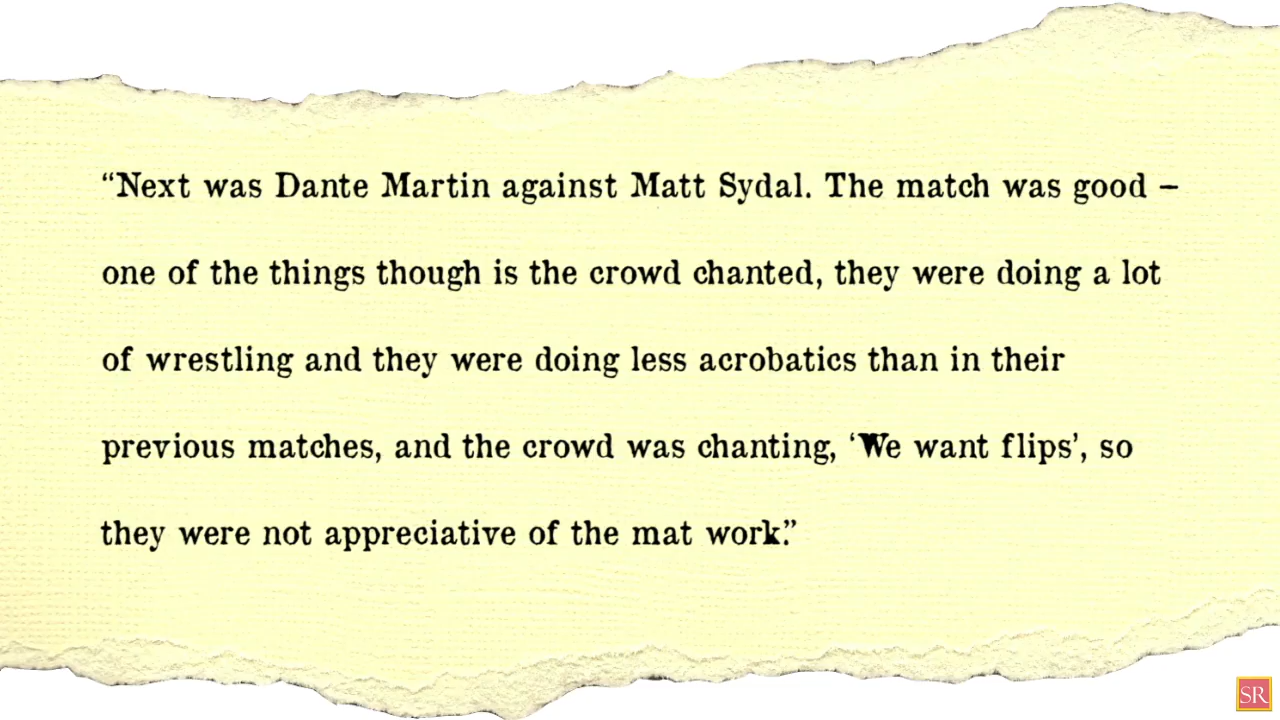 “Next was Dante Martin against Matt Sydal. The match was good –
one of the things though is the crowd chanted, they were doing a lot
of wrestling and they were doing less acrobatics than in their
previous matches, and the crowd was chanting, ‘We want flips’, so
they were not appreciative of the mat work.”
SR